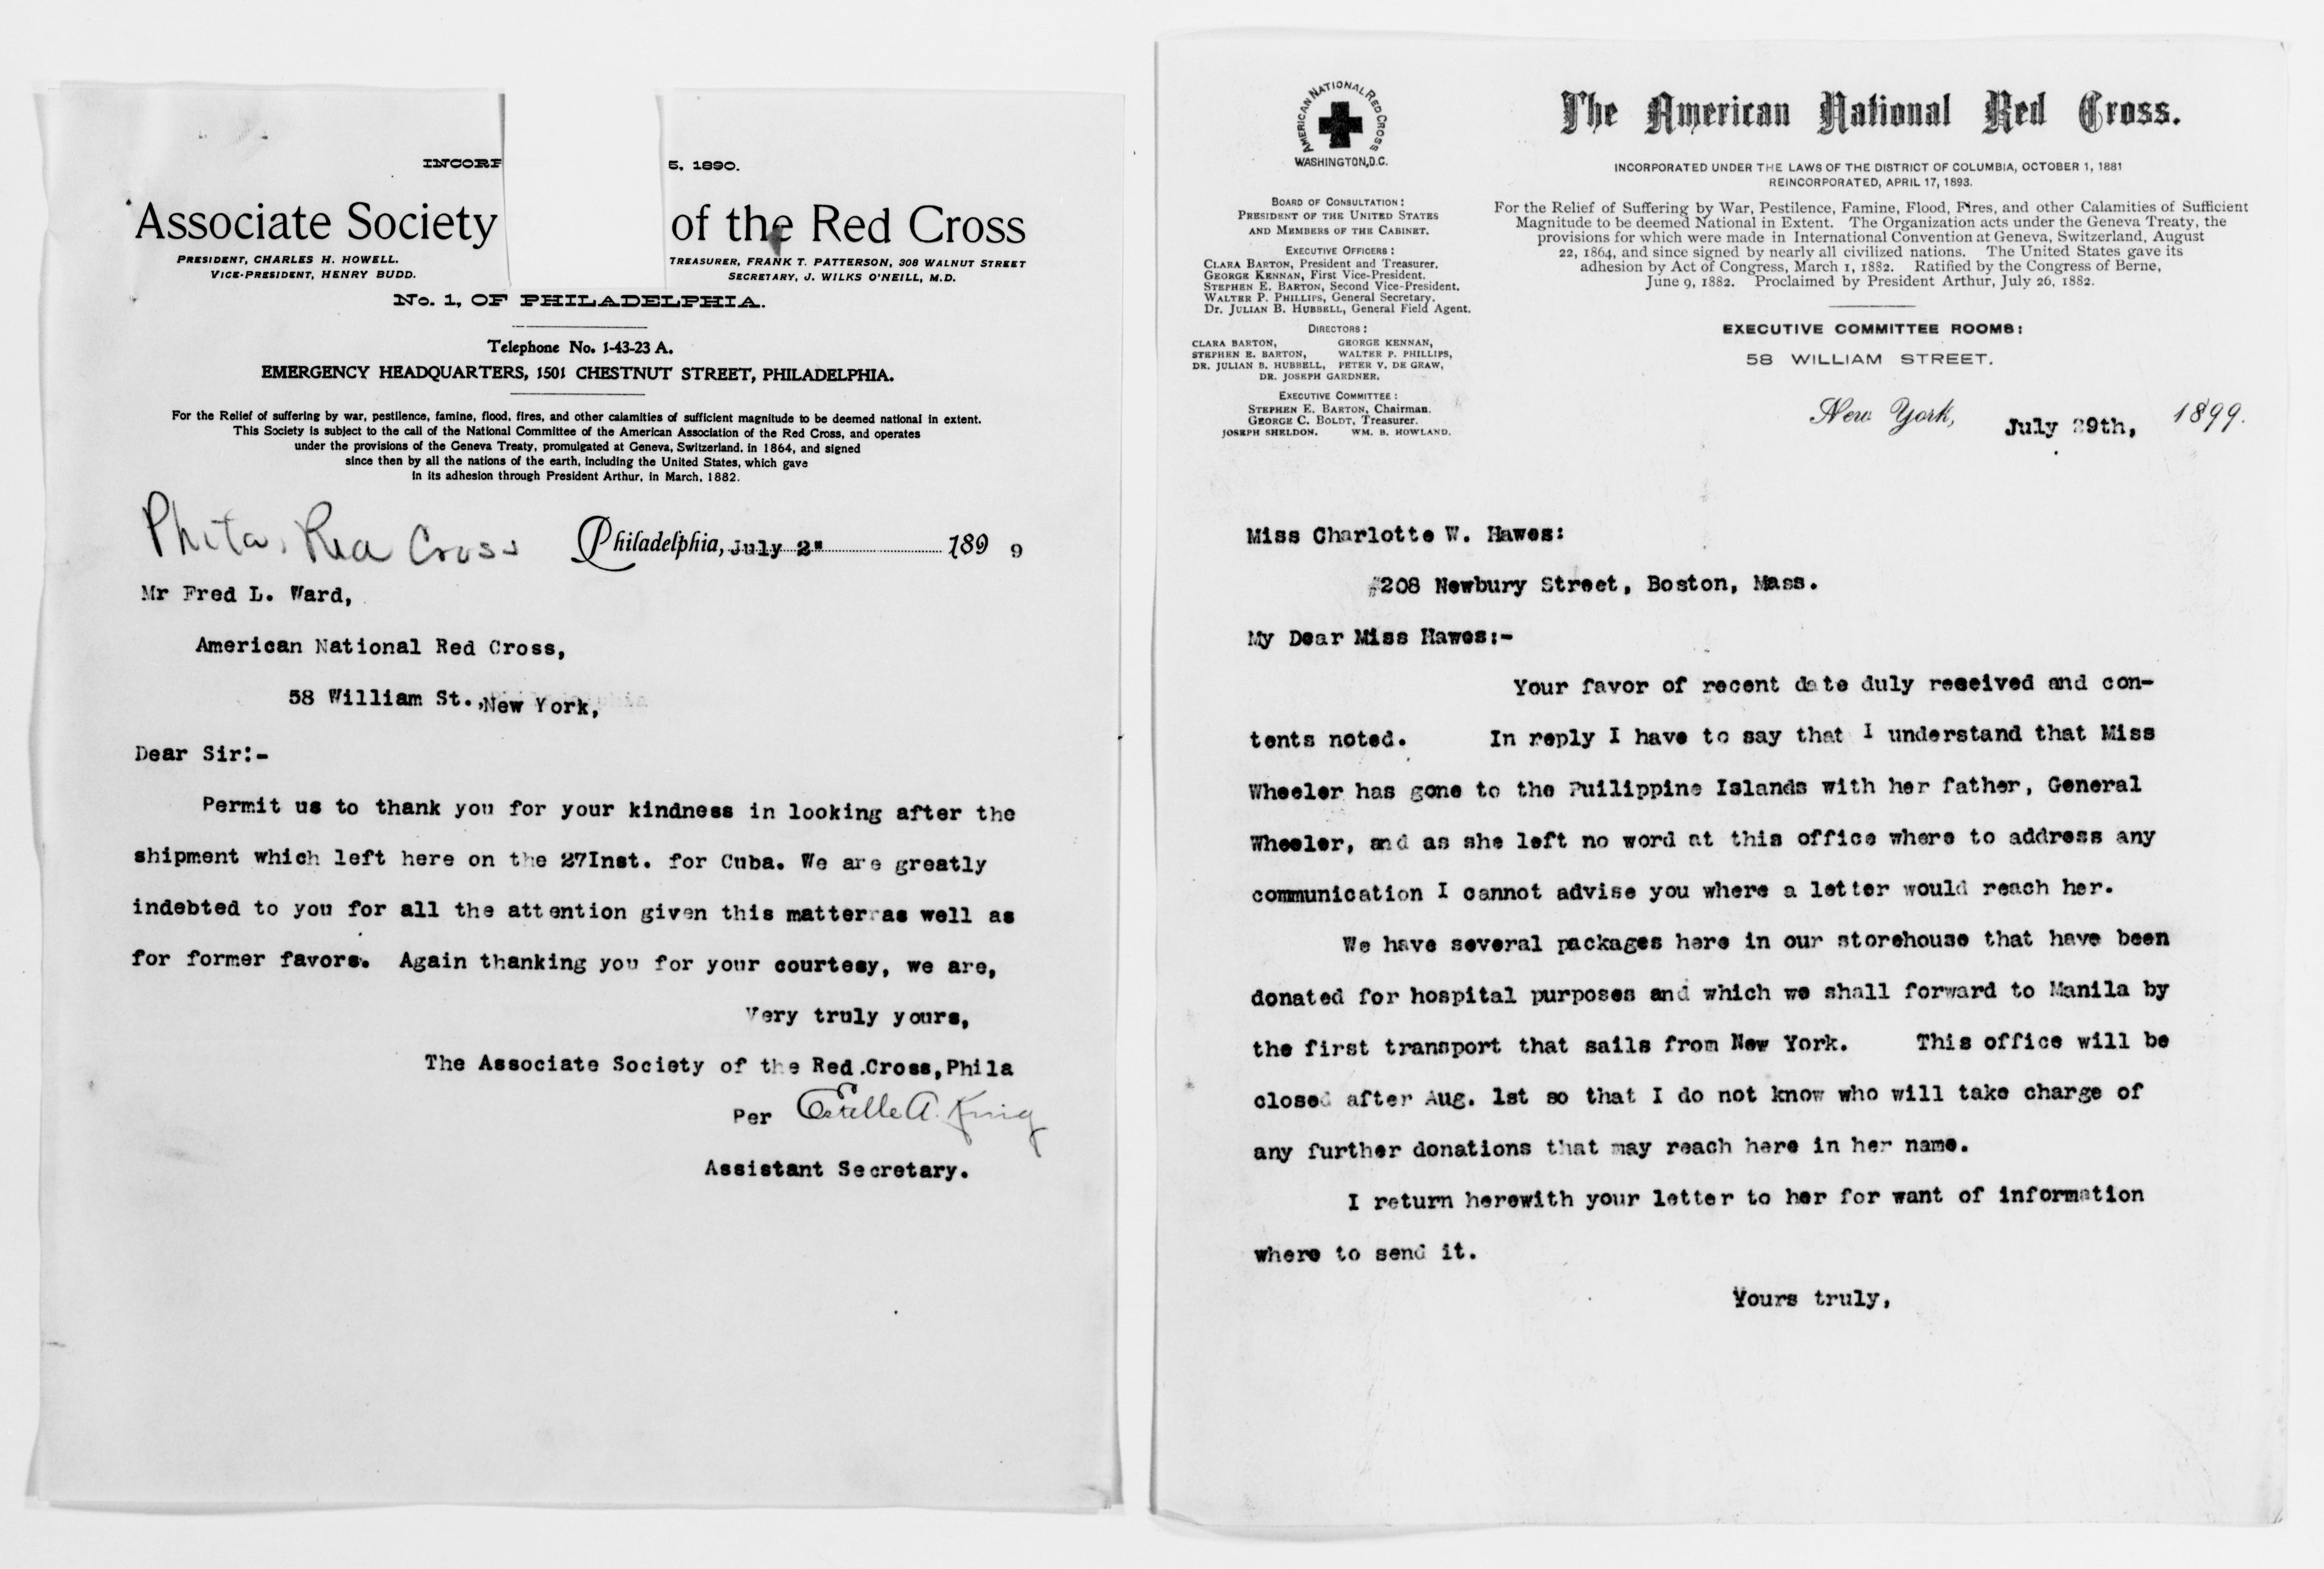 INCORP
5, 1890.
Associate Society of the Red Cross
PRESIDENT, CHARLES H. HOWELL.
VICE-PRESIDENT, HENRY BUDD.
TREASURER, FRANK T. PATTERSON, 308 WALNUT STREET
SECRETARY, J. WILKS O'NEILL, M.D.
No. 1, OF PHILADELPHIA.
Telephone No. 1-43-23 A.
EMERGENCY HEADQUARTERS, 1501 CHESTNUT STREET, PHILADELPHIA.
For the Relief of suffering by war, pestilence, famine, flood, fires, and other calamities of sufficient magnitude to be deemed national in extent.
This Society is subject to the call of the National Committee of the American Association of the Red Cross, and operates
under the provisions of the Geneva Treaty, promulgated at Geneva, Switzerland, in 1864, and signed
since then by all the nations of the earth, including the United States, which gave
in its adhesion through President Arthur, in March, 1882.
Phila. Red Cross
Philadelphia, July 2" 189 9
Mr Fred L. Ward,
American National Red Cross,
58 William St.,New York,
Dear Sir:-
Permit us to thank you for your kindness in looking after the
shipment which left here on the 27Inst. for Cuba. We are greatly
indebted to you for all the attention given this matter as well as
for former favors. Again thanking you for your courtesy, we are,
Very truly yours,
The Associate Society of the Red.Cross,Phila
Per Estelle A. King
Assistant Secretary.
AMERICAN NATIONAL RED CROSS
WASHINGTON, D.C.
BOARD OF CONSULTATION:
PRESIDENT OF THE UNITED STATES
AND MEMBERS OF THE CABINET.
EXECUTIVE OFFICERS:
CLARA BARTON, President and Treasurer.
GEORGE KENNAN, First Vice-President.
STEPHEN E. BARTON, Second Vice-President.
WALTER P. PHILLIPS, General Secretary.
Dr. JULIAN B. HUBBELL, General Field Agent.
DIRECTORS:
CLARA BARTON, GEORGE KENNAN,
STEPHEN E. BARTON, WALTER P. PHILLIPS,
DR. JULIAN B. HUBBELL, PETER V. DE GRAW,
DR. JOSEPH GARDNER.
EXECUTIVE COMMITTEE:
STEPHEN E. BARTON, Chairman.
GEORGE C. BOLDT, Treasurer.
JOSEPH SHELDON. WM. B. HOWLAND.
The American National Red Cross.
INCORPORATED UNDER THE LAWS OF THE DISTRICT OF COLUMBIA, OCTOBER 1, 1881
REINCORPORATED, APRIL 17, 1893.
For the Relief of Suffering by War, Pestilence, Famine, Flood, Fires, and other Calamities of Sufficient
Magnitude to be deemed National in Extent. The Organization acts under the Geneva Treaty, the
provisions for which were made in International Convention at Geneva, Switzerland, August
22, 1864, and since signed by nearly all civilized nations. The United States gave its
adhesion by Act of Congress, March 1, 1882. Ratified by the Congress of Berne,
June 9, 1882. Proclaimed by President Arthur, July 26, 1882.
EXECUTIVE COMMITTEE ROOMS:
58 WILLIAM STREET.
New York, July 29th, 1899.
Miss Charlotte W. Hawes:
#208 Newbury Street, Boston, Mass.
My Dear Miss Hawes:-
Your favor of recent date duly received and con-
tents noted. In reply I have to say that I understand that Miss
Wheeler has gone to the Puilippine Islands with her father, General
Wheeler, and as she left no word at this office where to address any
communication I cannot advise you where a letter would reach her.
We have several packages here in our storehouse that have been
donated for hospital purposes and which we shall forward to Manila by
the first transport that sails from New York. This office will be
closed after Aug. 1st so that I do not know who will take charge of
any further donations that may reach here in her name.
I return herewith your letter to her for want of information
where to send it.
Yours truly,